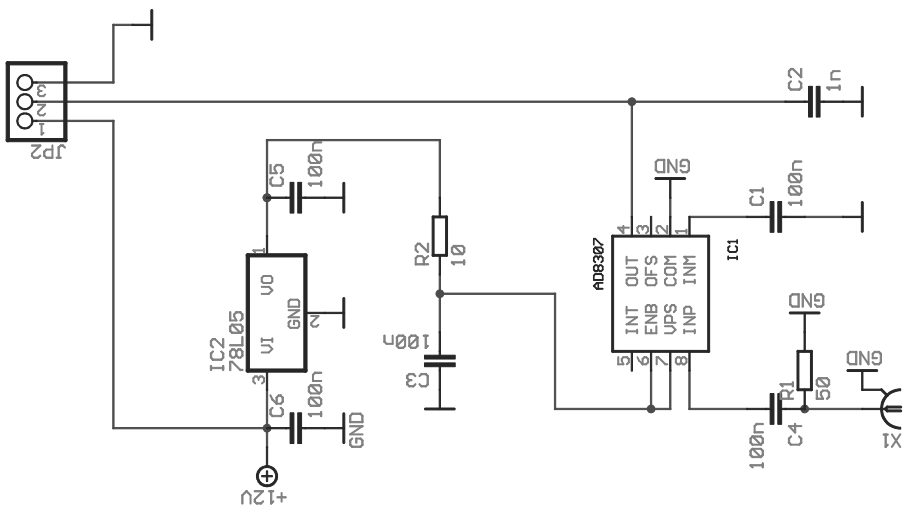 C2
1n
3
2
1
JP2
GND
C5
100n
C1
100n
4
3
2
1
R2
10
AD8307
OUT
OFS
COM
INM
IC1
1
VO
GND
2
VI
3
IC2
78L05
INT
ENB
VPS
INP
5
6
7
8
GND
100n
C3
R1
50
GND
C6
100n
GND
100n
C4
X1
+12V